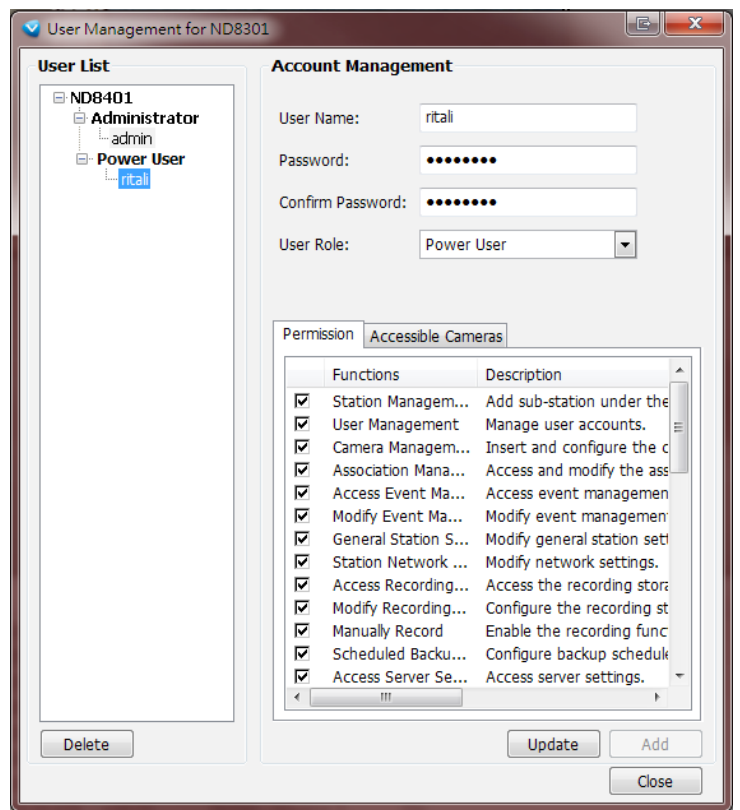 User Management for ND8301
User List
ND8401
Administrator
admin
Power User
ritali
Delete
Account Management
User Name: ritali
Password: ●●●●●●●●
Confirm Password: ●●●●●●●●
User Role: Power User
Permission Accessible Cameras
Functions Description
Station Managem... Add sub-station under the
User Management Manage user accounts.
Camera Managem... Insert and configure the c
Association Mana... Access and modify the ass
Access Event Ma... Access event managemen
Modify Event Ma... Modify event management
General Station S... Modify general station sett
Station Network ... Modify network settings.
Access Recording... Access the recording stora
Modify Recording... Configure the recording st
Manually Record Enable the recording func
Scheduled Backu... Configure backup schedule
Access Server Se... Access server settings.
Update Add
Close